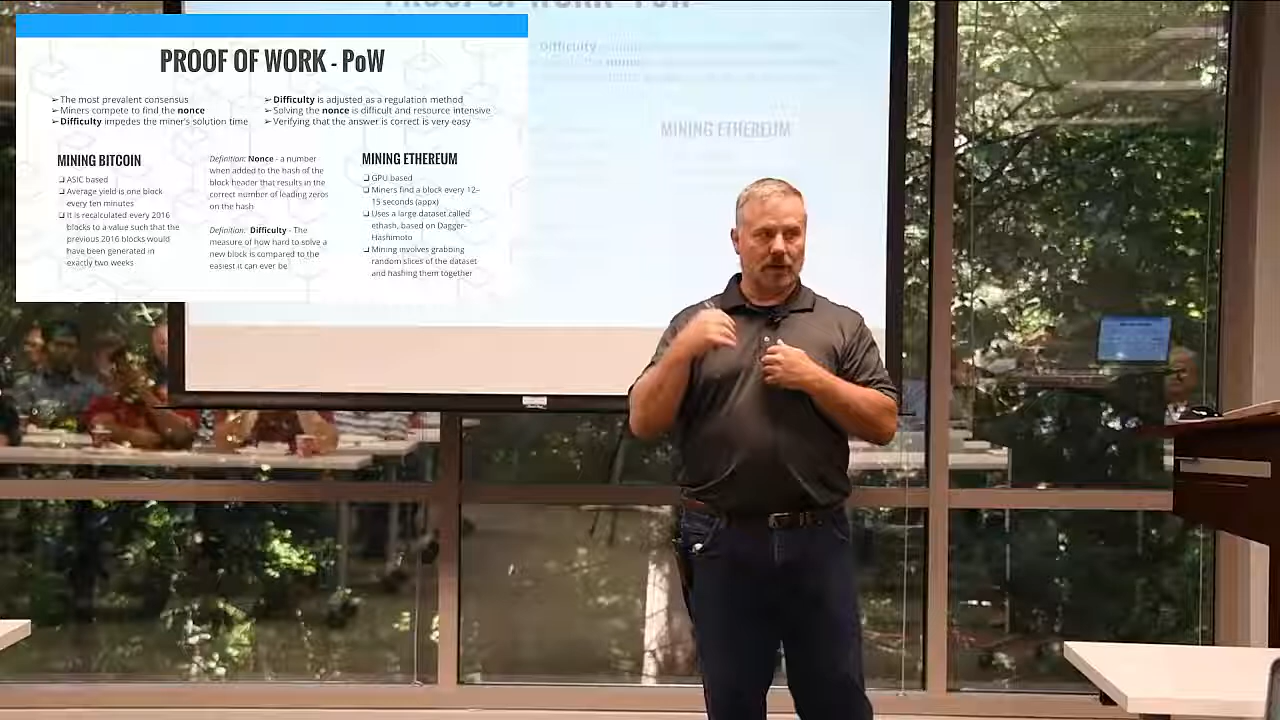 PROOF OF WORK - PoW
➢The most prevalent consensus
➢Miners compete to find the nonce
➢Difficulty impedes the miner's solution time
➢Difficulty is adjusted as a regulation method
➢Solving the nonce is difficult and resource intensive
➢Verifying that the answer is correct is very easy
MINING BITCOIN
❑ASIC based
❑Average yield is one block
every ten minutes
❑It is recalculated every 2016
blocks to a value such that the
previous 2016 blocks would
have been generated in
exactly two weeks
Definition: Nonce - a number
when added to the hash of the
block header that results in the
correct number of leading zeros
on the hash
Definition: Difficulty - The
measure of how hard to solve a
new block is compared to the
easiest it can ever be
MINING ETHEREUM
❑GPU based
❑Miners find a block every 12–
15 seconds (appx)
❑Uses a large dataset called
ethash, based on Dagger-
Hashimoto
❑Mining involves grabbing
random slices of the dataset
and hashing them together
PROOF OF WORK - PoW
Difficulty
nonce
MINING ETHEREUM